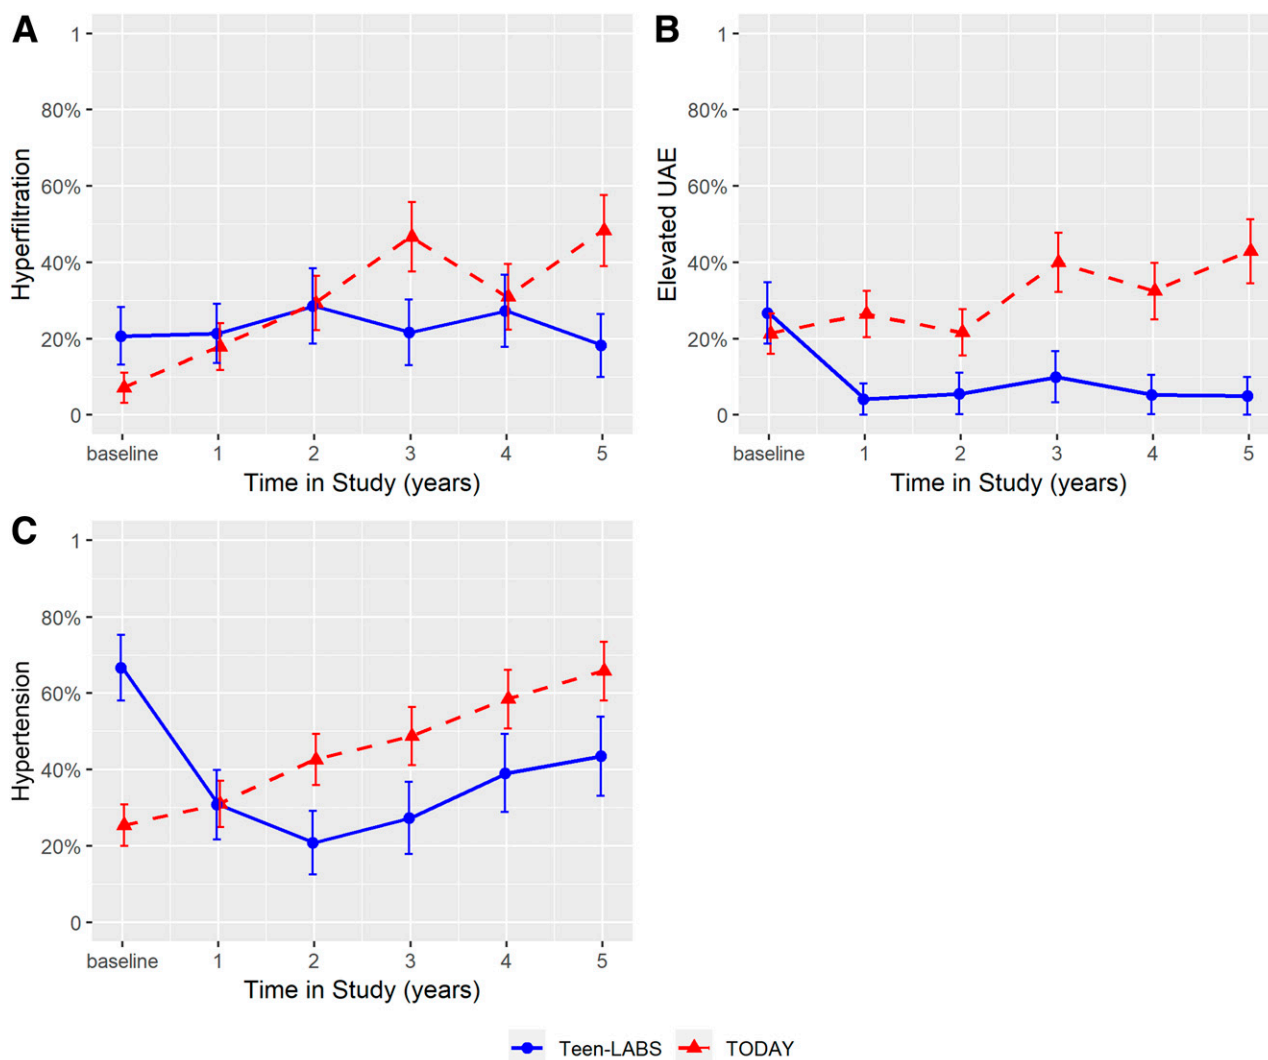 A
Hyperfiltration
1
80%
60%
40%
20%
0
baseline 1 2 3 4 5
Time in Study (years)
B
Elevated UAE
1
80%
60%
40%
20%
0
baseline 1 2 3 4 5
Time in Study (years)
C
Hypertension
1
80%
60%
40%
20%
0
baseline 1 2 3 4 5
Time in Study (years)
Teen-LABS TODAY